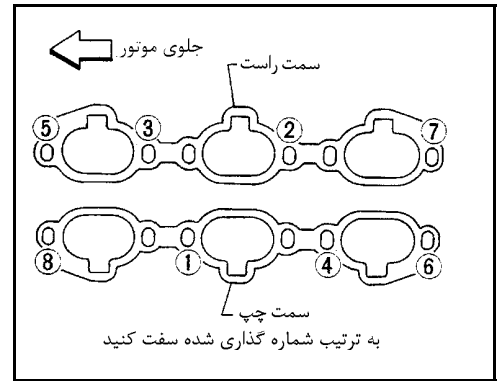 جلوی موتور
سمت راست
5 3 2 7
8 1 4 6
سمت چپ
به ترتیب شماره گذاری شده سفت کنید